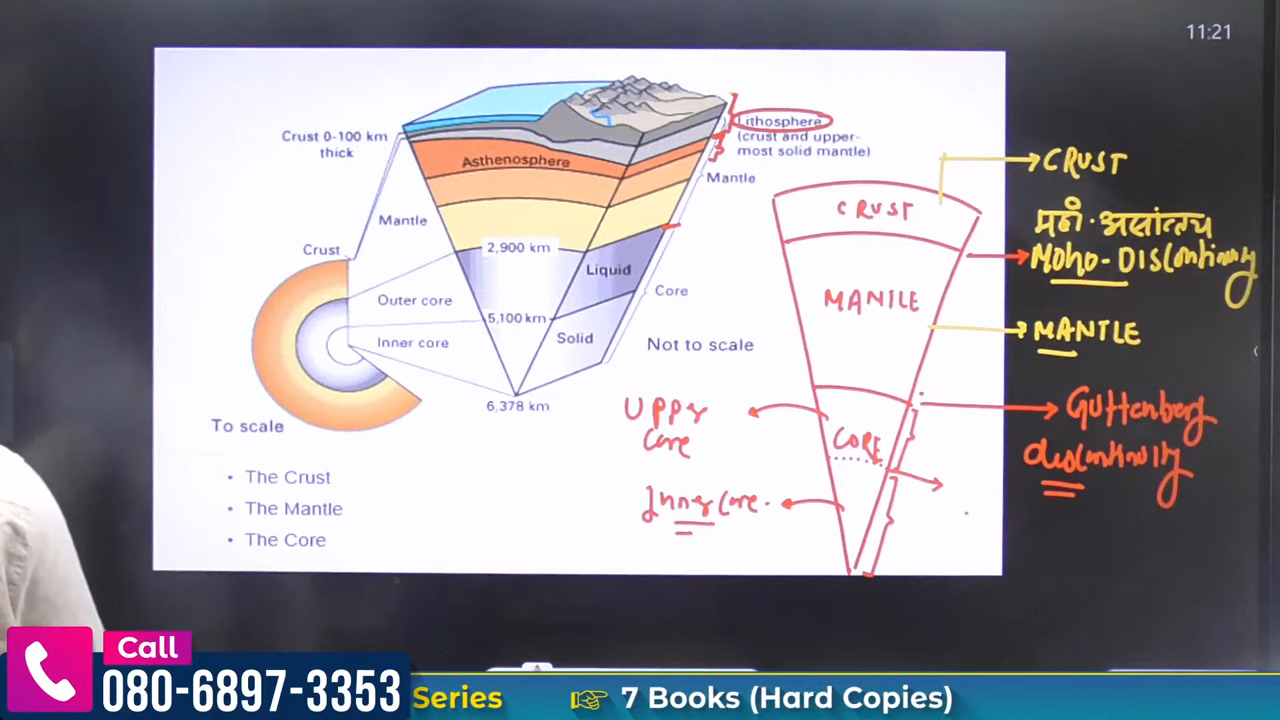 11:21
Crust 0-100 km
thick
Lithosphere
(crust and upper-
most solid mantle)
Asthenosphere
Mantle
Mantle
Crust
2,900 km
Liquid
Outer core
Core
5,100 km
Inner core
Solid
Not to scale
6,378 km
To scale
• The Crust
• The Mantle
• The Core
CRUST
MANTLE
CORE
Upper
Core
Inner Core
CRUST
Moho-Discontinuity
MANTLE
Guttenberg
discontinuity
Call
080-6897-3353
Series
7 Books (Hard Copies)